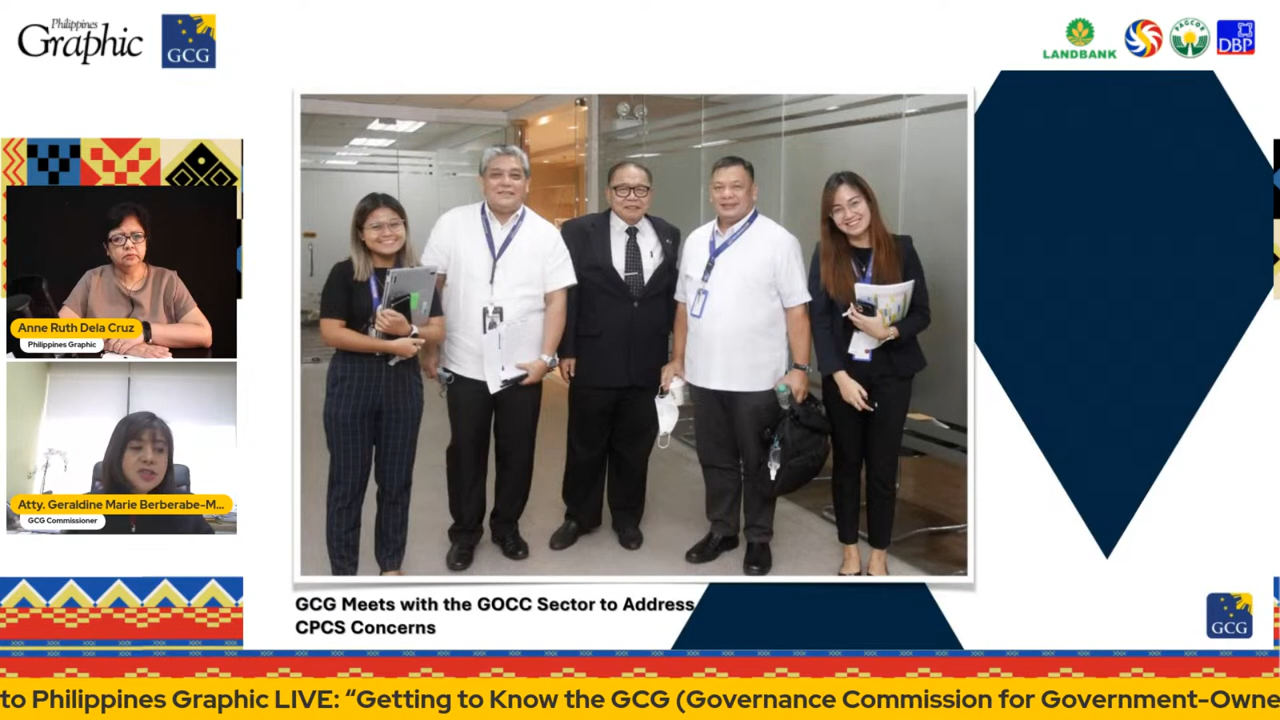 Philippines
Graphic
GCG
LANDBANK
PAGCOR
DBP
Anne Ruth Dela Cruz
Philippines Graphic
Atty. Geraldine Marie Berberabe-M...
GCG Commissioner
GCG Meets with the GOCC Sector to Address
CPCS Concerns
GCG
to Philippines Graphic LIVE: “Getting to Know the GCG (Governance Commission for Government-Owne